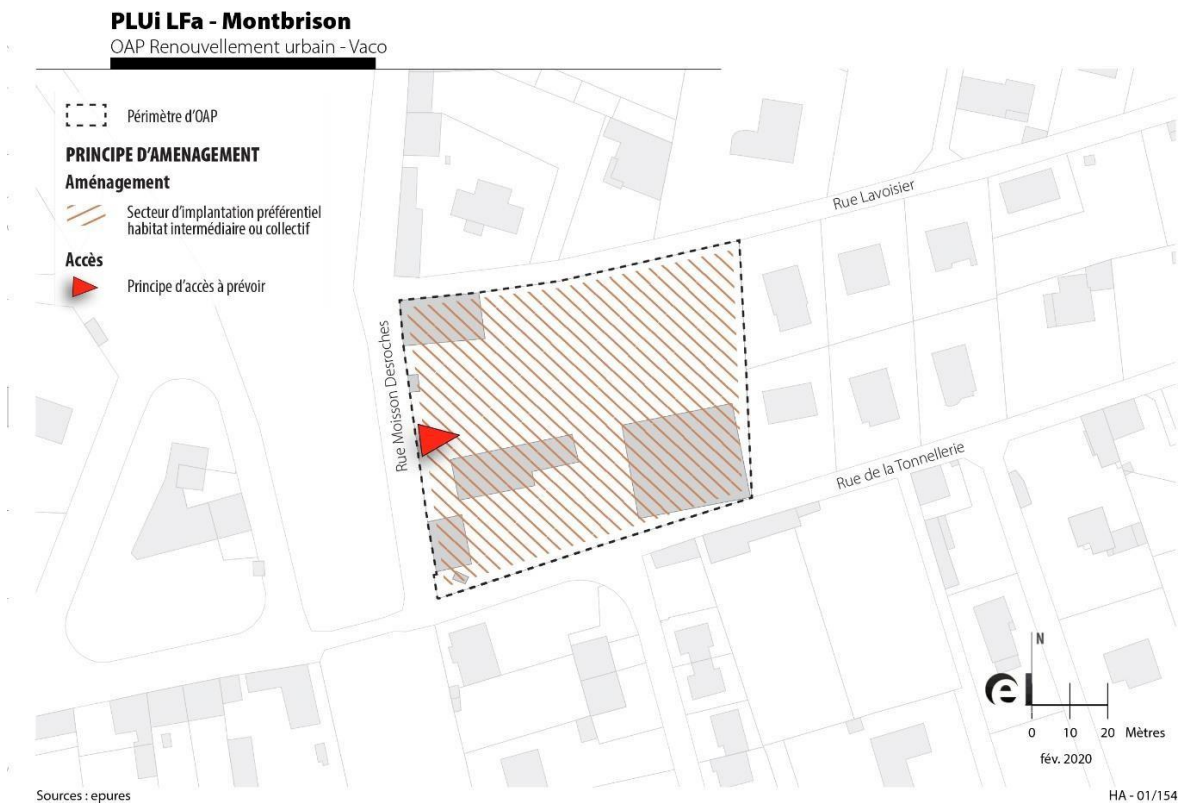 PLUi LFa - Montbrison
OAP Renouvellement urbain - Vaco
Périmètre d'OAP
PRINCIPE D'AMENAGEMENT
Aménagement
Secteur d'implantation préférentiel
habitat intermédiaire ou collectif
Accès
Principe d'accès à prévoir
Rue Lavoisier
Rue Moisson Desroches
Rue de la Tonnellerie
N
e
0 10 20 Mètres
fév. 2020
Sources : epures
HA - 01/154